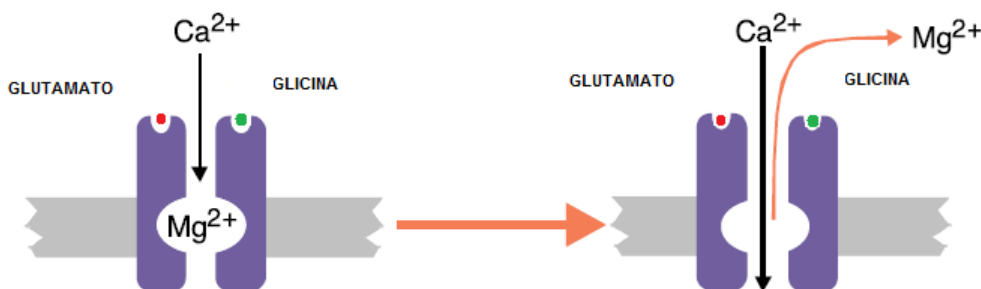 Ca²⁺
GLUTAMATO
GLICINA
Mg²⁺
Ca²⁺
Mg²⁺
GLUTAMATO
GLICINA